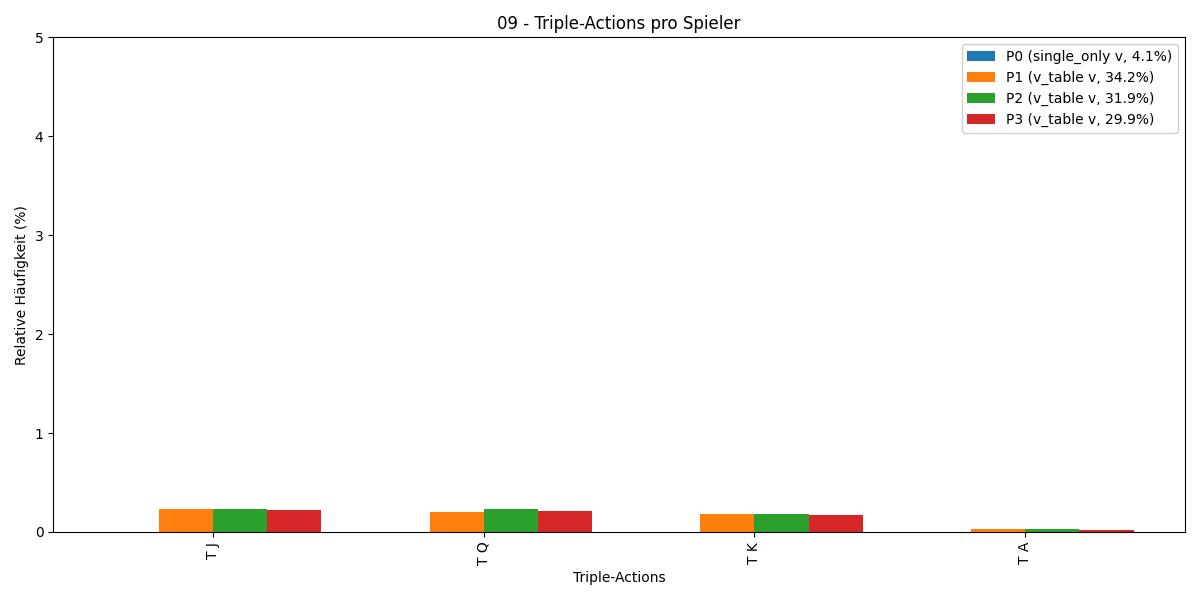 09 - Triple-Actions pro Spieler
P0 (single_only v, 4.1%)
P1 (v_table v, 34.2%)
P2 (v_table v, 31.9%)
P3 (v_table v, 29.9%)
Relative Häufigkeit (%)
5
4
3
2
1
0
T J
T Q
T K
T A
Triple-Actions